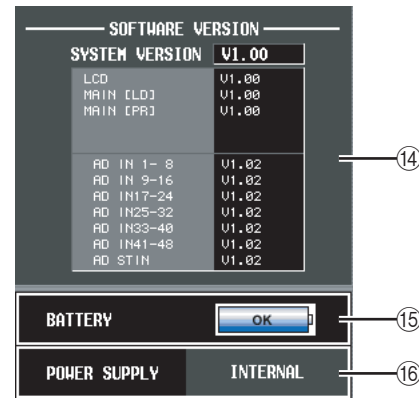 SOFTWARE VERSION
SYSTEM VERSION V1.00
LCD V1.00
MAIN [LD] V1.00
MAIN [PR] V1.00
AD IN 1- 8 V1.02
AD IN 9-16 V1.02
AD IN17-24 V1.02
AD IN25-32 V1.02
AD IN33-40 V1.02
AD IN41-48 V1.02
AD STIN V1.02
⑭
BATTERY OK ⑮
POWER SUPPLY INTERNAL ⑯